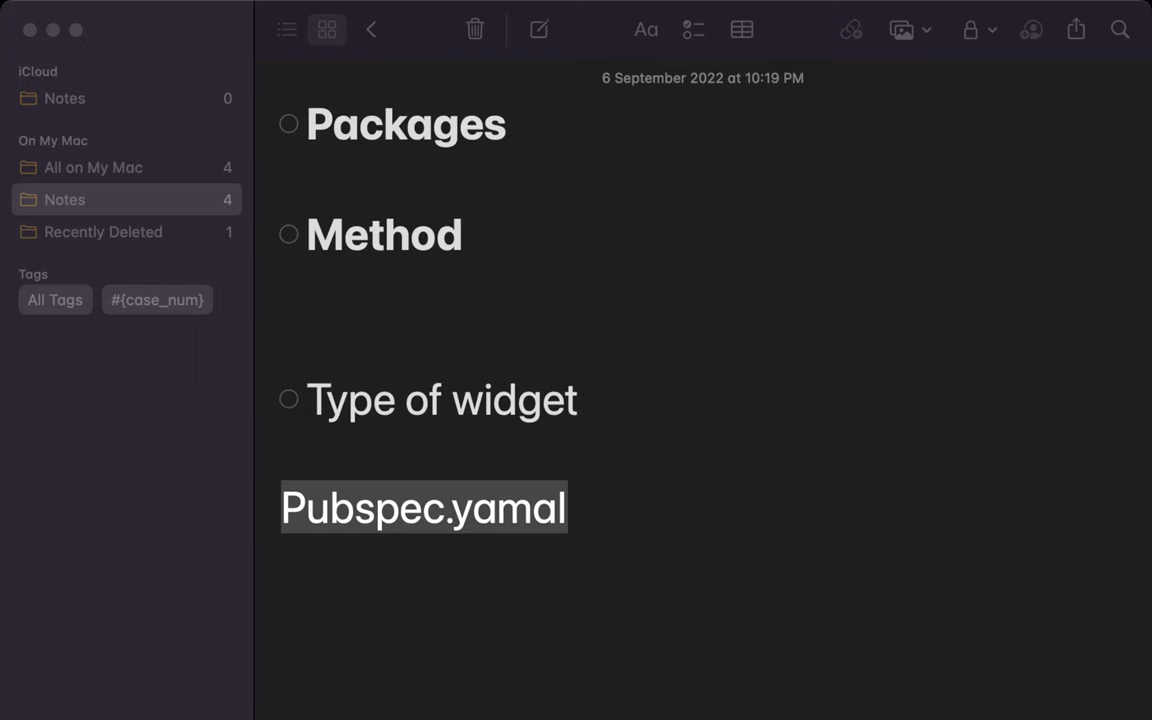 6 September 2022 at 10:19 PM
iCloud
Notes 0
On My Mac
All on My Mac 4
Notes 4
Recently Deleted 1
Tags
All Tags #{case_num}
Aa
Packages
Method
Type of widget
Pubspec.yamal